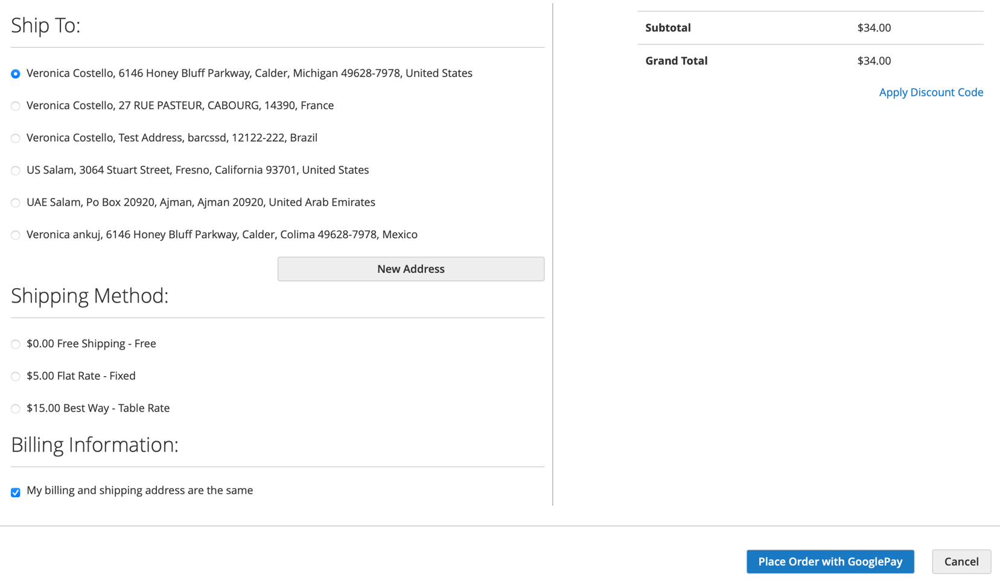 Ship To:
Veronica Costello, 6146 Honey Bluff Parkway, Calder, Michigan 49628-7978, United States
Veronica Costello, 27 RUE PASTEUR, CABOURG, 14390, France
Veronica Costello, Test Address, barcssd, 12122-222, Brazil
US Salam, 3064 Stuart Street, Fresno, California 93701, United States
UAE Salam, Po Box 20920, Ajman, Ajman 20920, United Arab Emirates
Veronica ankuj, 6146 Honey Bluff Parkway, Calder, Colima 49628-7978, Mexico
New Address
Shipping Method:
$0.00 Free Shipping - Free
$5.00 Flat Rate - Fixed
$15.00 Best Way - Table Rate
Billing Information:
My billing and shipping address are the same
Subtotal $34.00
Grand Total $34.00
Apply Discount Code
Place Order with GooglePay
Cancel